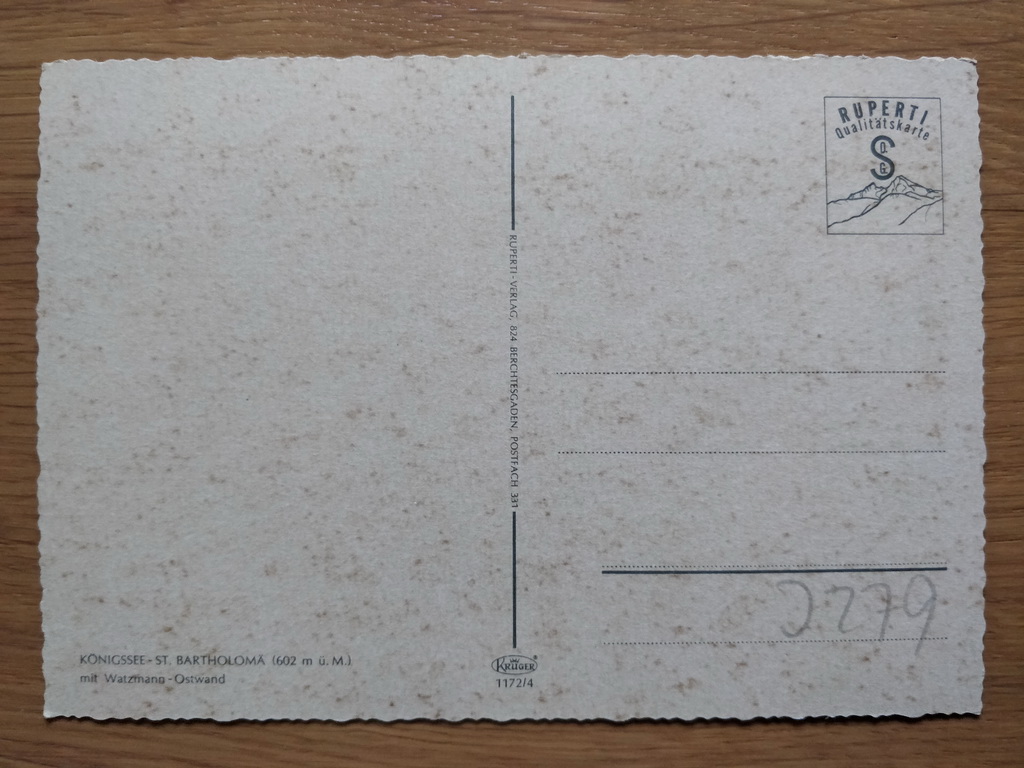 RUPERTI
Qualitätskarte
S
O
G
RUPERTI-VERLAG, 824 BERCHTESGADEN, POSTFACH 331
2279
KÖNIGSSEE-ST. BARTHOLOMÄ (602 m ü. M.)
mit Watzmann-Ostwand
KRÜGER
1172/4